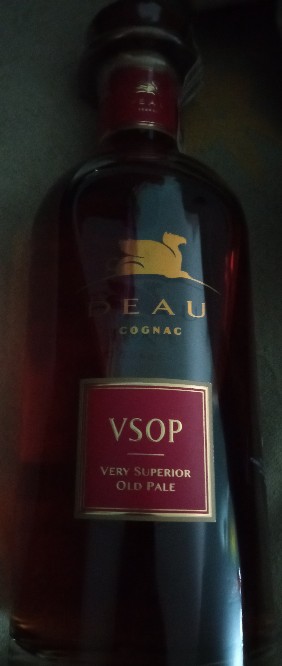 DEAU
COGNAC
VSOP
VERY SUPERIOR
OLD PALE